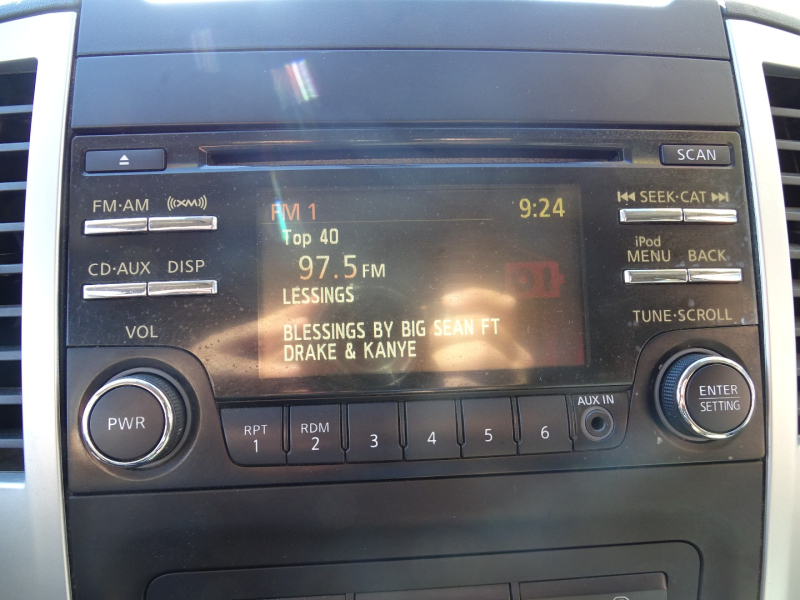 SCAN
FM·AM
((XM))
SEEK·CAT
CD·AUX
DISP
iPod
MENU
BACK
VOL
TUNE·SCROLL
FM 1
9:24
Top 40
97.5 FM
LESSINGS
BLESSINGS BY BIG SEAN FT
DRAKE & KANYE
PWR
RPT
1
RDM
2
3
4
5
6
AUX IN
ENTER
SETTING